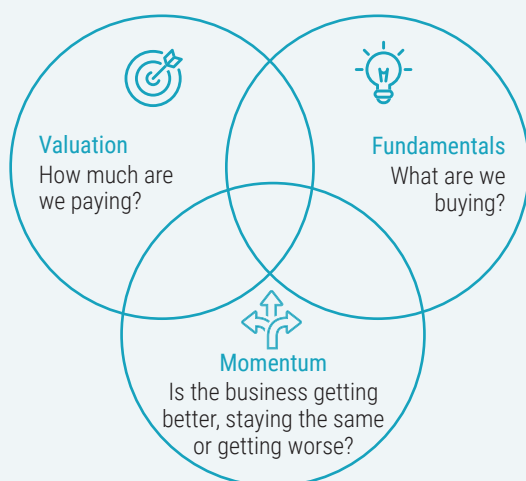 Valuation
How much are
we paying?
Fundamentals
What are we
buying?
Momentum
Is the business getting
better, staying the same
or getting worse?